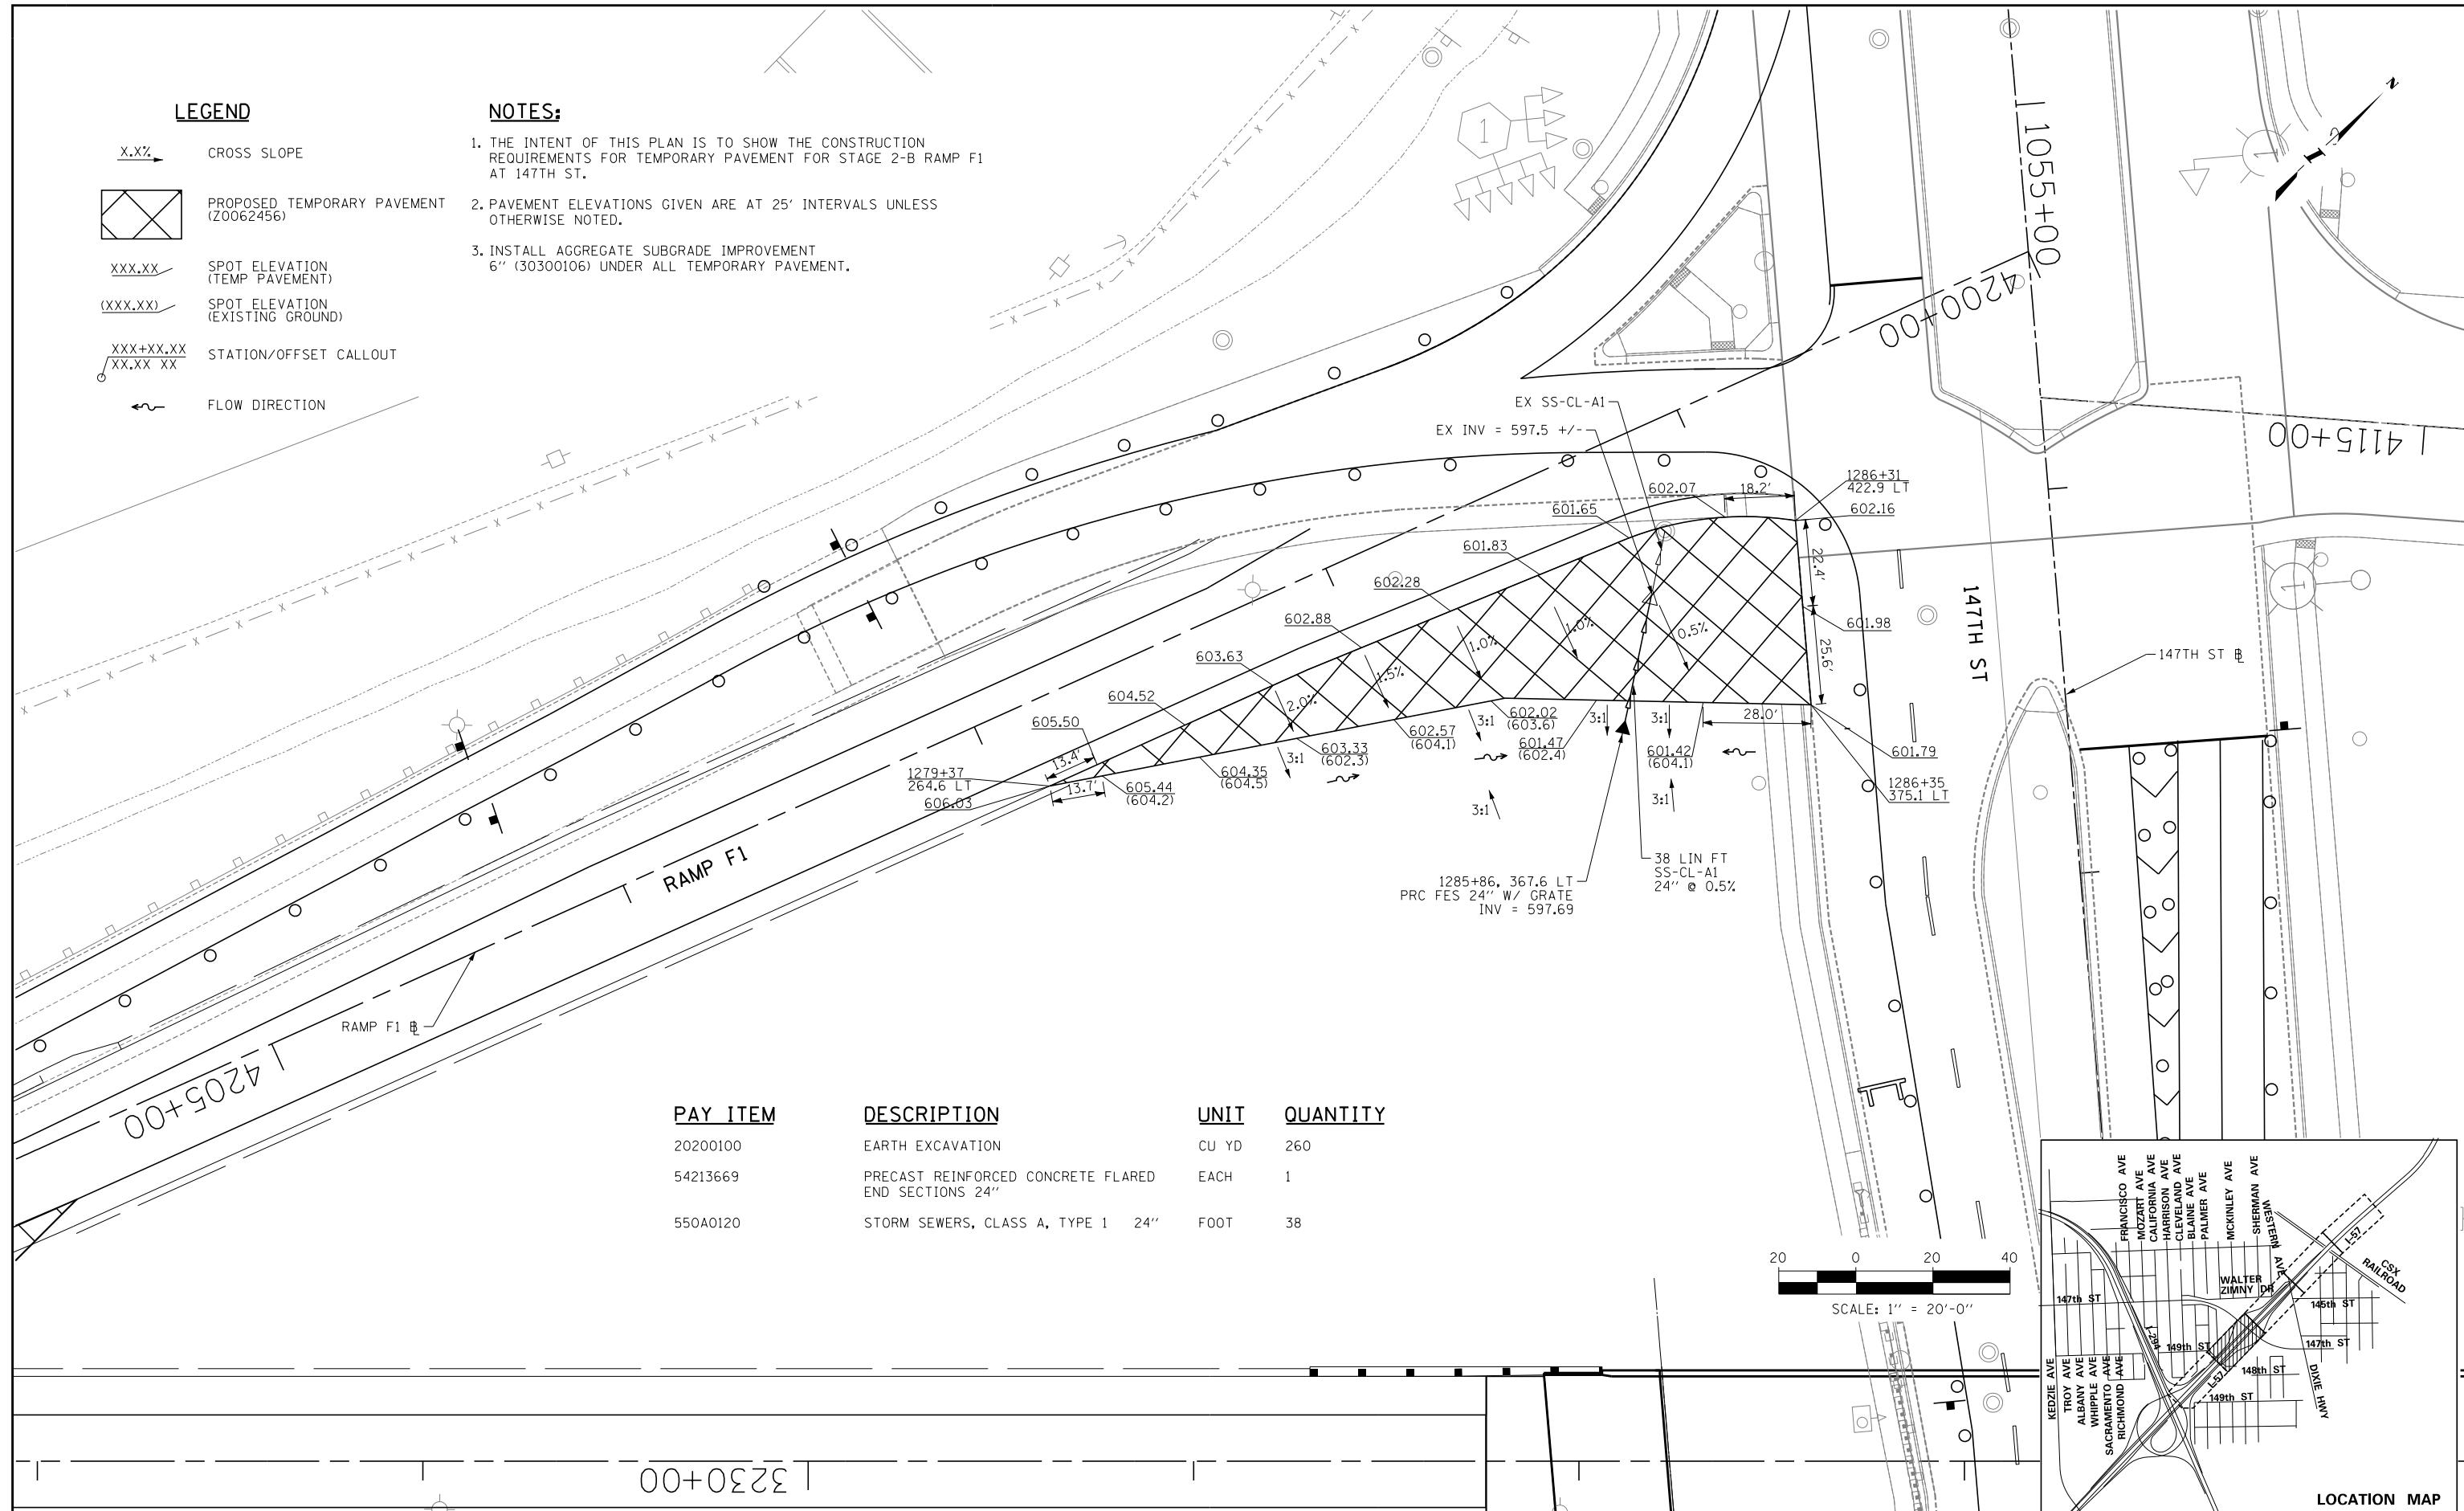 LEGEND
X.X%
CROSS SLOPE
PROPOSED TEMPORARY PAVEMENT
(Z0062456)
XXX.XX
SPOT ELEVATION
(TEMP PAVEMENT)
(XXX.XX)
SPOT ELEVATION
(EXISTING GROUND)
XXX+XX.XX
XX.XX XX
STATION/OFFSET CALLOUT
FLOW DIRECTION
NOTES:
1. THE INTENT OF THIS PLAN IS TO SHOW THE CONSTRUCTION
REQUIREMENTS FOR TEMPORARY PAVEMENT FOR STAGE 2-B RAMP F1
AT 147TH ST.
2. PAVEMENT ELEVATIONS GIVEN ARE AT 25' INTERVALS UNLESS
OTHERWISE NOTED.
3. INSTALL AGGREGATE SUBGRADE IMPROVEMENT
6'' (30300106) UNDER ALL TEMPORARY PAVEMENT.
1
1
1
N
1055+00
4200+00
4115+00
EX SS-CL-A1
EX INV = 597.5 +/-
602.07
18.2'
1286+31
422.9 LT
602.16
601.65
601.83
602.28
602.88
603.63
604.52
605.50
22.4'
601.98
25.6'
147TH ST
147TH ST BL
0.5%
1.0%
1.0%
1.5%
2.0%
13.4'
13.7'
1279+37
264.6 LT
606.03
605.44
(604.2)
604.35
(604.5)
603.33
(602.3)
602.57
(604.1)
602.02
(603.6)
601.47
(602.4)
601.42
(604.1)
28.0'
601.79
1286+35
375.1 LT
3:1
3:1
3:1
3:1
3:1
3:1
38 LIN FT
SS-CL-A1
24'' @ 0.5%
1285+86, 367.6 LT
PRC FES 24'' W/ GRATE
INV = 597.69
RAMP F1
RAMP F1 BL
4205+00
PAY ITEM DESCRIPTION UNIT QUANTITY
20200100 EARTH EXCAVATION CU YD 260
54213669 PRECAST REINFORCED CONCRETE FLARED EACH 1
END SECTIONS 24''
550A0120 STORM SEWERS, CLASS A, TYPE 1 24'' FOOT 38
20 0 20 40
SCALE: 1'' = 20'-0''
3230+00
FRANCISCO AVE
MOZART AVE
CALIFORNIA AVE
HARRISON AVE
CLEVELAND AVE
BLAINE AVE
PALMER AVE
MCKINLEY AVE
SHERMAN AVE
WESTERN AVE
I-57
CSX
RAILROAD
WALTER
ZIMNY DR
147th ST
145th ST
I-294
149th ST
147th ST
148th ST
I-57
149th ST
DIXIE HWY
KEDZIE AVE
TROY AVE
ALBANY AVE
WHIPPLE AVE
SACRAMENTO AVE
RICHMOND AVE
LOCATION MAP